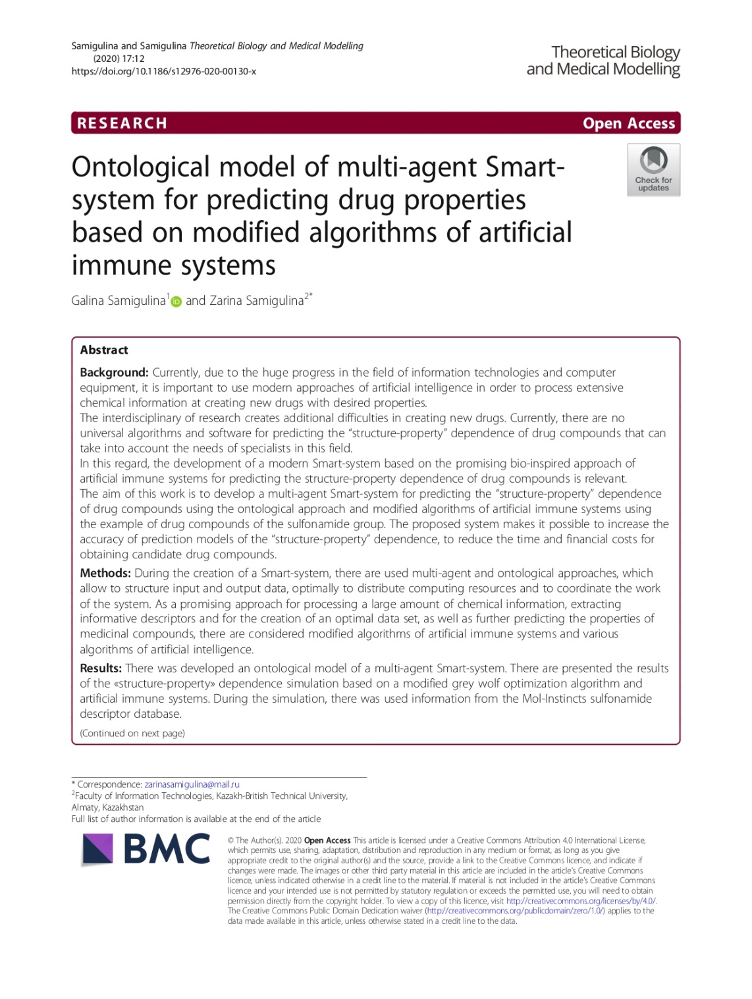 Samigulina and Samigulina Theoretical Biology and Medical Modelling
(2020) 17:12
https://doi.org/10.1186/s12976-020-00130-x
Theoretical Biology
and Medical Modelling
RESEARCH
Open Access
Check for
updates
Ontological model of multi-agent Smart-
system for predicting drug properties
based on modified algorithms of artificial
immune systems
Galina Samigulina1 iD and Zarina Samigulina2*
Abstract
Background: Currently, due to the huge progress in the field of information technologies and computer
equipment, it is important to use modern approaches of artificial intelligence in order to process extensive
chemical information at creating new drugs with desired properties.
The interdisciplinary of research creates additional difficulties in creating new drugs. Currently, there are no
universal algorithms and software for predicting the “structure-property” dependence of drug compounds that can
take into account the needs of specialists in this field.
In this regard, the development of a modern Smart-system based on the promising bio-inspired approach of
artificial immune systems for predicting the structure-property dependence of drug compounds is relevant.
The aim of this work is to develop a multi-agent Smart-system for predicting the “structure-property” dependence
of drug compounds using the ontological approach and modified algorithms of artificial immune systems using
the example of drug compounds of the sulfonamide group. The proposed system makes it possible to increase the
accuracy of prediction models of the “structure-property” dependence, to reduce the time and financial costs for
obtaining candidate drug compounds.
Methods: During the creation of a Smart-system, there are used multi-agent and ontological approaches, which
allow to structure input and output data, optimally to distribute computing resources and to coordinate the work
of the system. As a promising approach for processing a large amount of chemical information, extracting
informative descriptors and for the creation of an optimal data set, as well as further predicting the properties of
medicinal compounds, there are considered modified algorithms of artificial immune systems and various
algorithms of artificial intelligence.
Results: There was developed an ontological model of a multi-agent Smart-system. There are presented the results
of the «structure-property» dependence simulation based on a modified grey wolf optimization algorithm and
artificial immune systems. During the simulation, there was used information from the Mol-Instincts sulfonamide
descriptor database.
(Continued on next page)
* Correspondence: zarinasamigulina@mail.ru
2Faculty of Information Technologies, Kazakh-British Technical University,
Almaty, Kazakhstan
Full list of author information is available at the end of the article
BMC
© The Author(s). 2020 Open Access This article is licensed under a Creative Commons Attribution 4.0 International License,
which permits use, sharing, adaptation, distribution and reproduction in any medium or format, as long as you give
appropriate credit to the original author(s) and the source, provide a link to the Creative Commons licence, and indicate if
changes were made. The images or other third party material in this article are included in the article's Creative Commons
licence, unless indicated otherwise in a credit line to the material. If material is not included in the article's Creative Commons
licence and your intended use is not permitted by statutory regulation or exceeds the permitted use, you will need to obtain
permission directly from the copyright holder. To view a copy of this licence, visit http://creativecommons.org/licenses/by/4.0/.
The Creative Commons Public Domain Dedication waiver (http://creativecommons.org/publicdomain/zero/1.0/) applies to the
data made available in this article, unless otherwise stated in a credit line to the data.